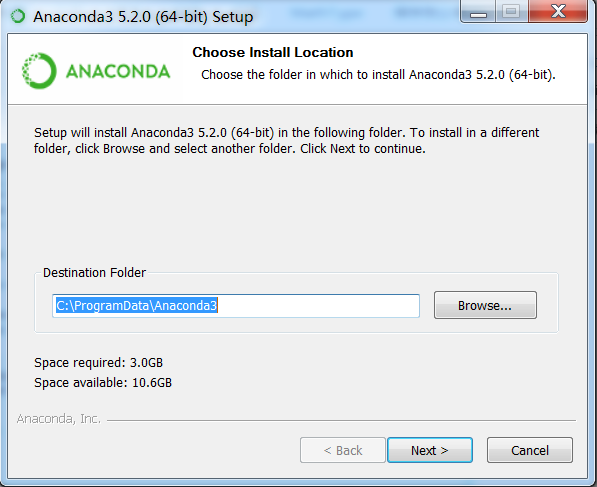 Anaconda3 5.2.0 (64-bit) Setup
ANACONDA
Choose Install Location
Choose the folder in which to install Anaconda3 5.2.0 (64-bit).
Setup will install Anaconda3 5.2.0 (64-bit) in the following folder. To install in a different
folder, click Browse and select another folder. Click Next to continue.
Destination Folder
C:\ProgramData\Anaconda3
Browse...
Space required: 3.0GB
Space available: 10.6GB
Anaconda, Inc.
< Back
Next >
Cancel